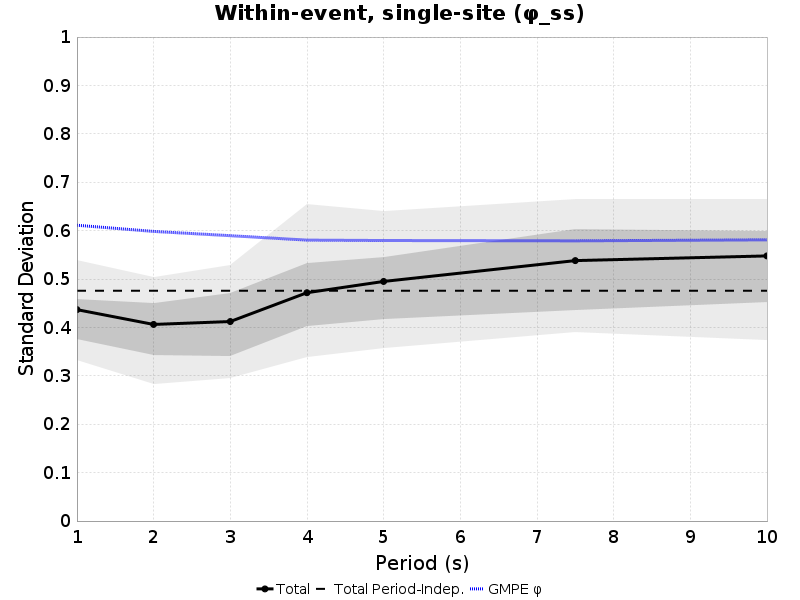 Within-event, single-site (φ_ss)
1
0.9
0.8
0.7
0.6
0.5
0.4
0.3
0.2
0.1
0
Standard Deviation
1 2 3 4 5 6 7 8 9 10
Period (s)
Total Total Period-Indep. GMPE φ